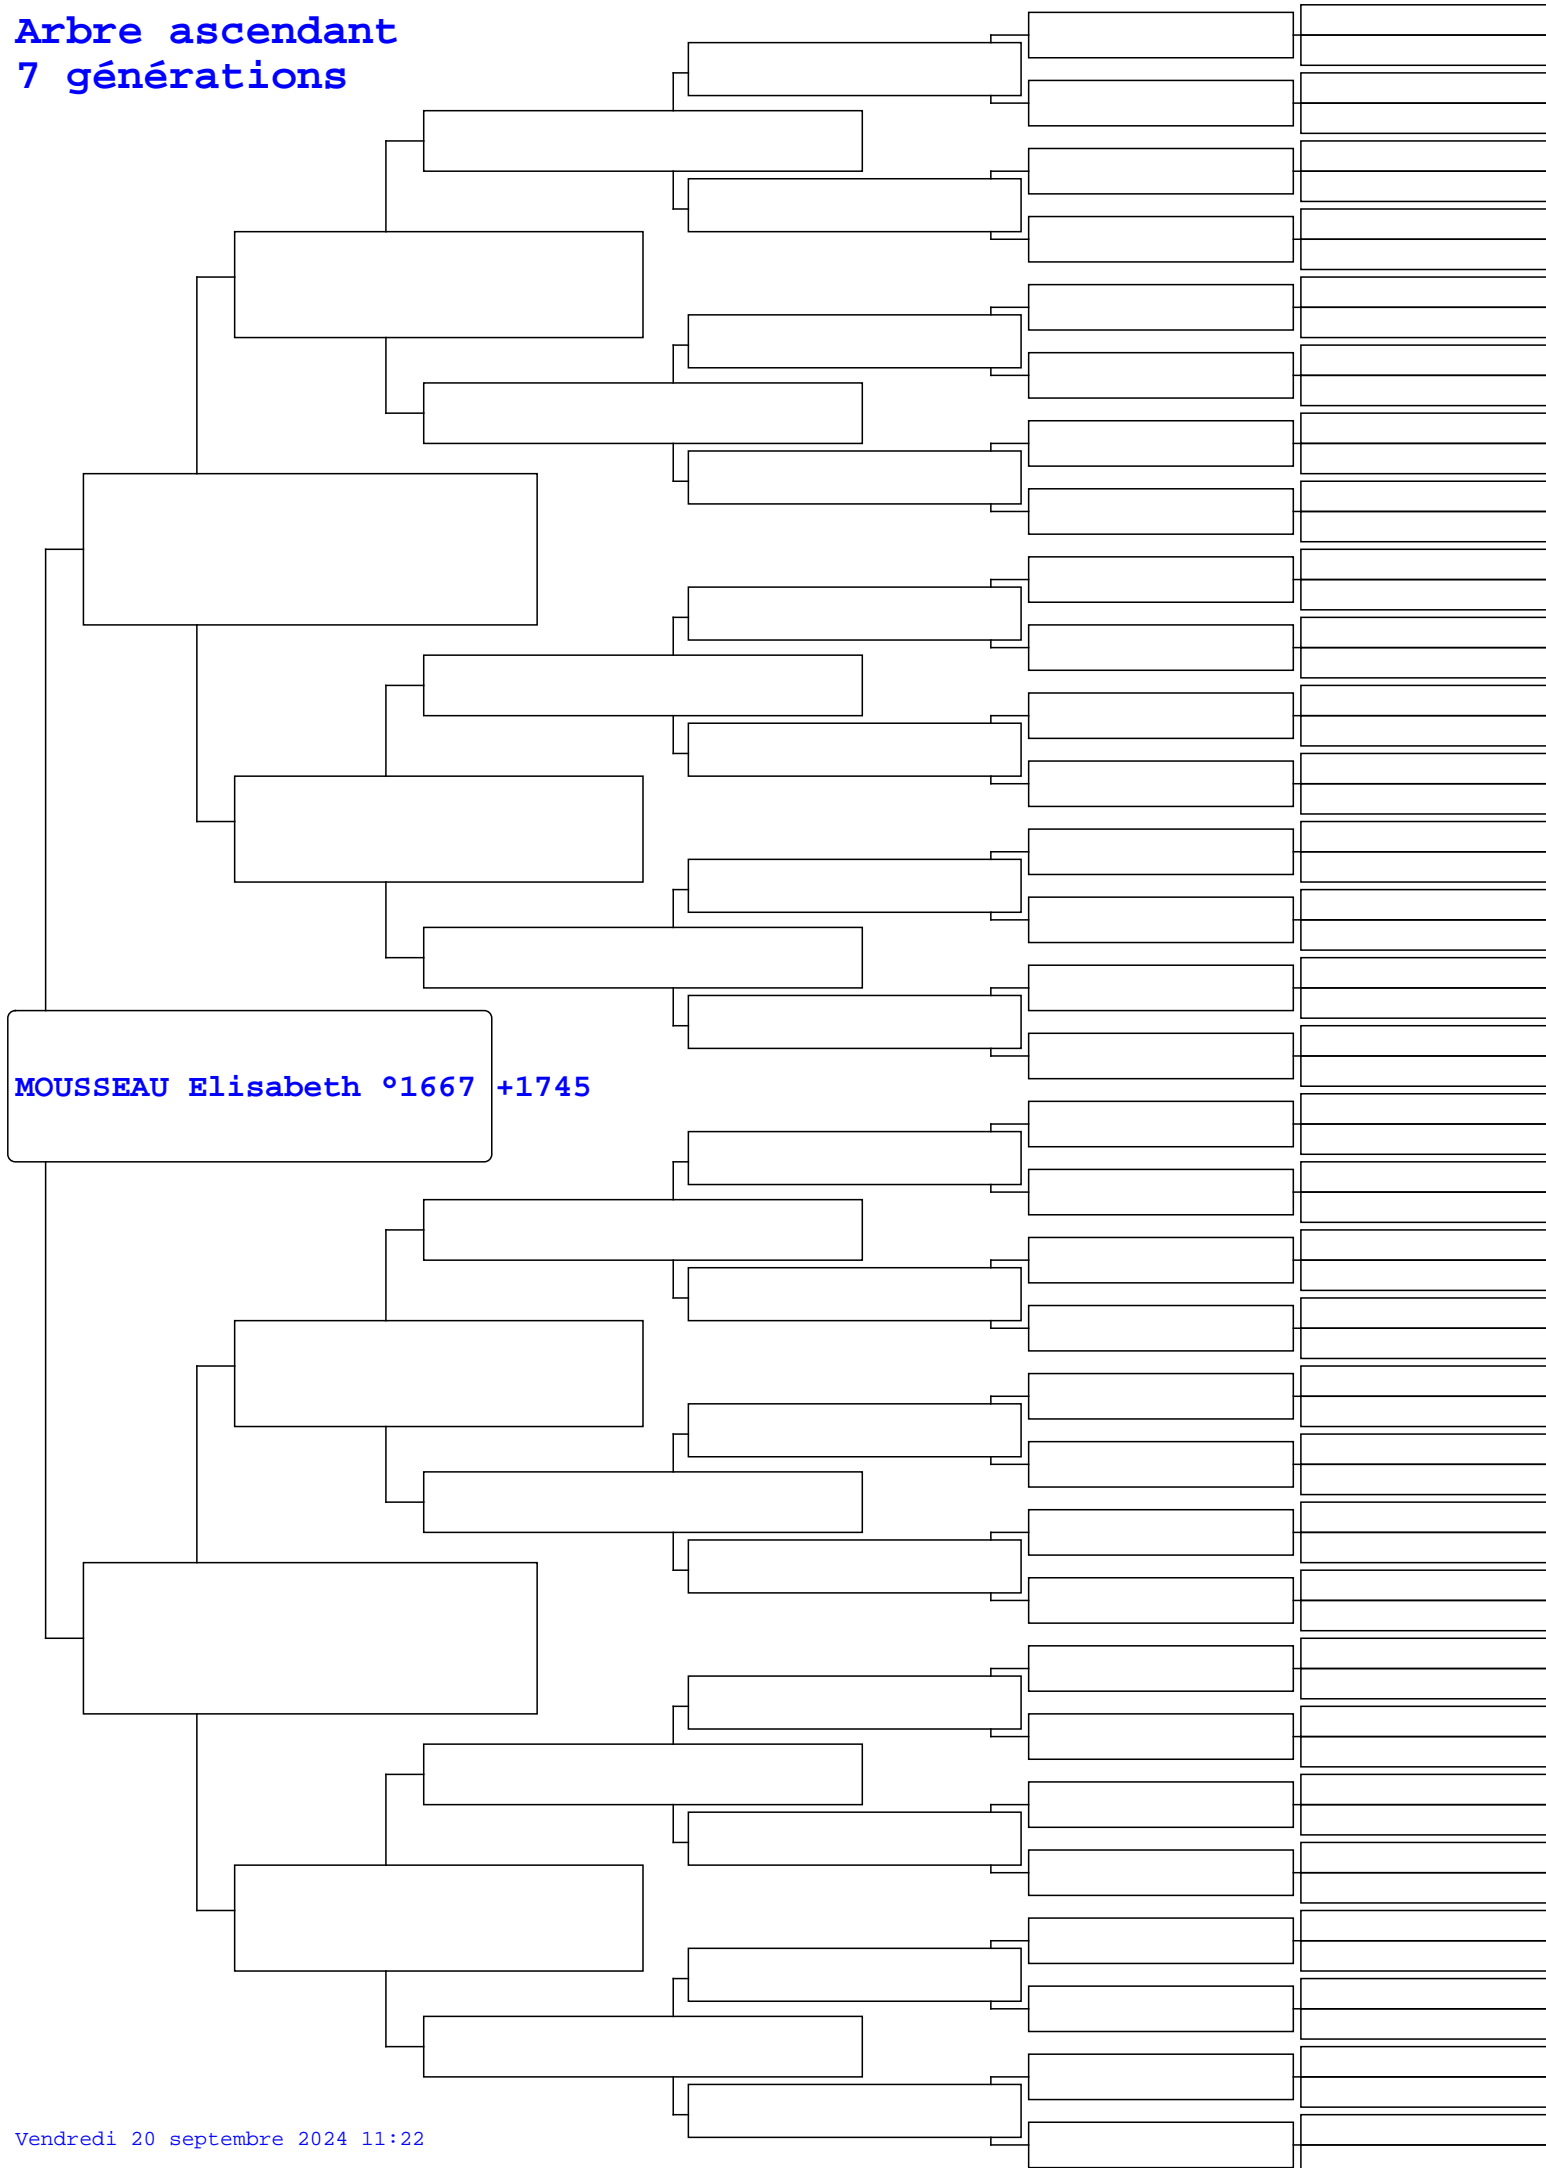 Arbre ascendant
7 générations
MOUSSEAU Elisabeth °1667 +1745
Vendredi 20 septembre 2024 11:22